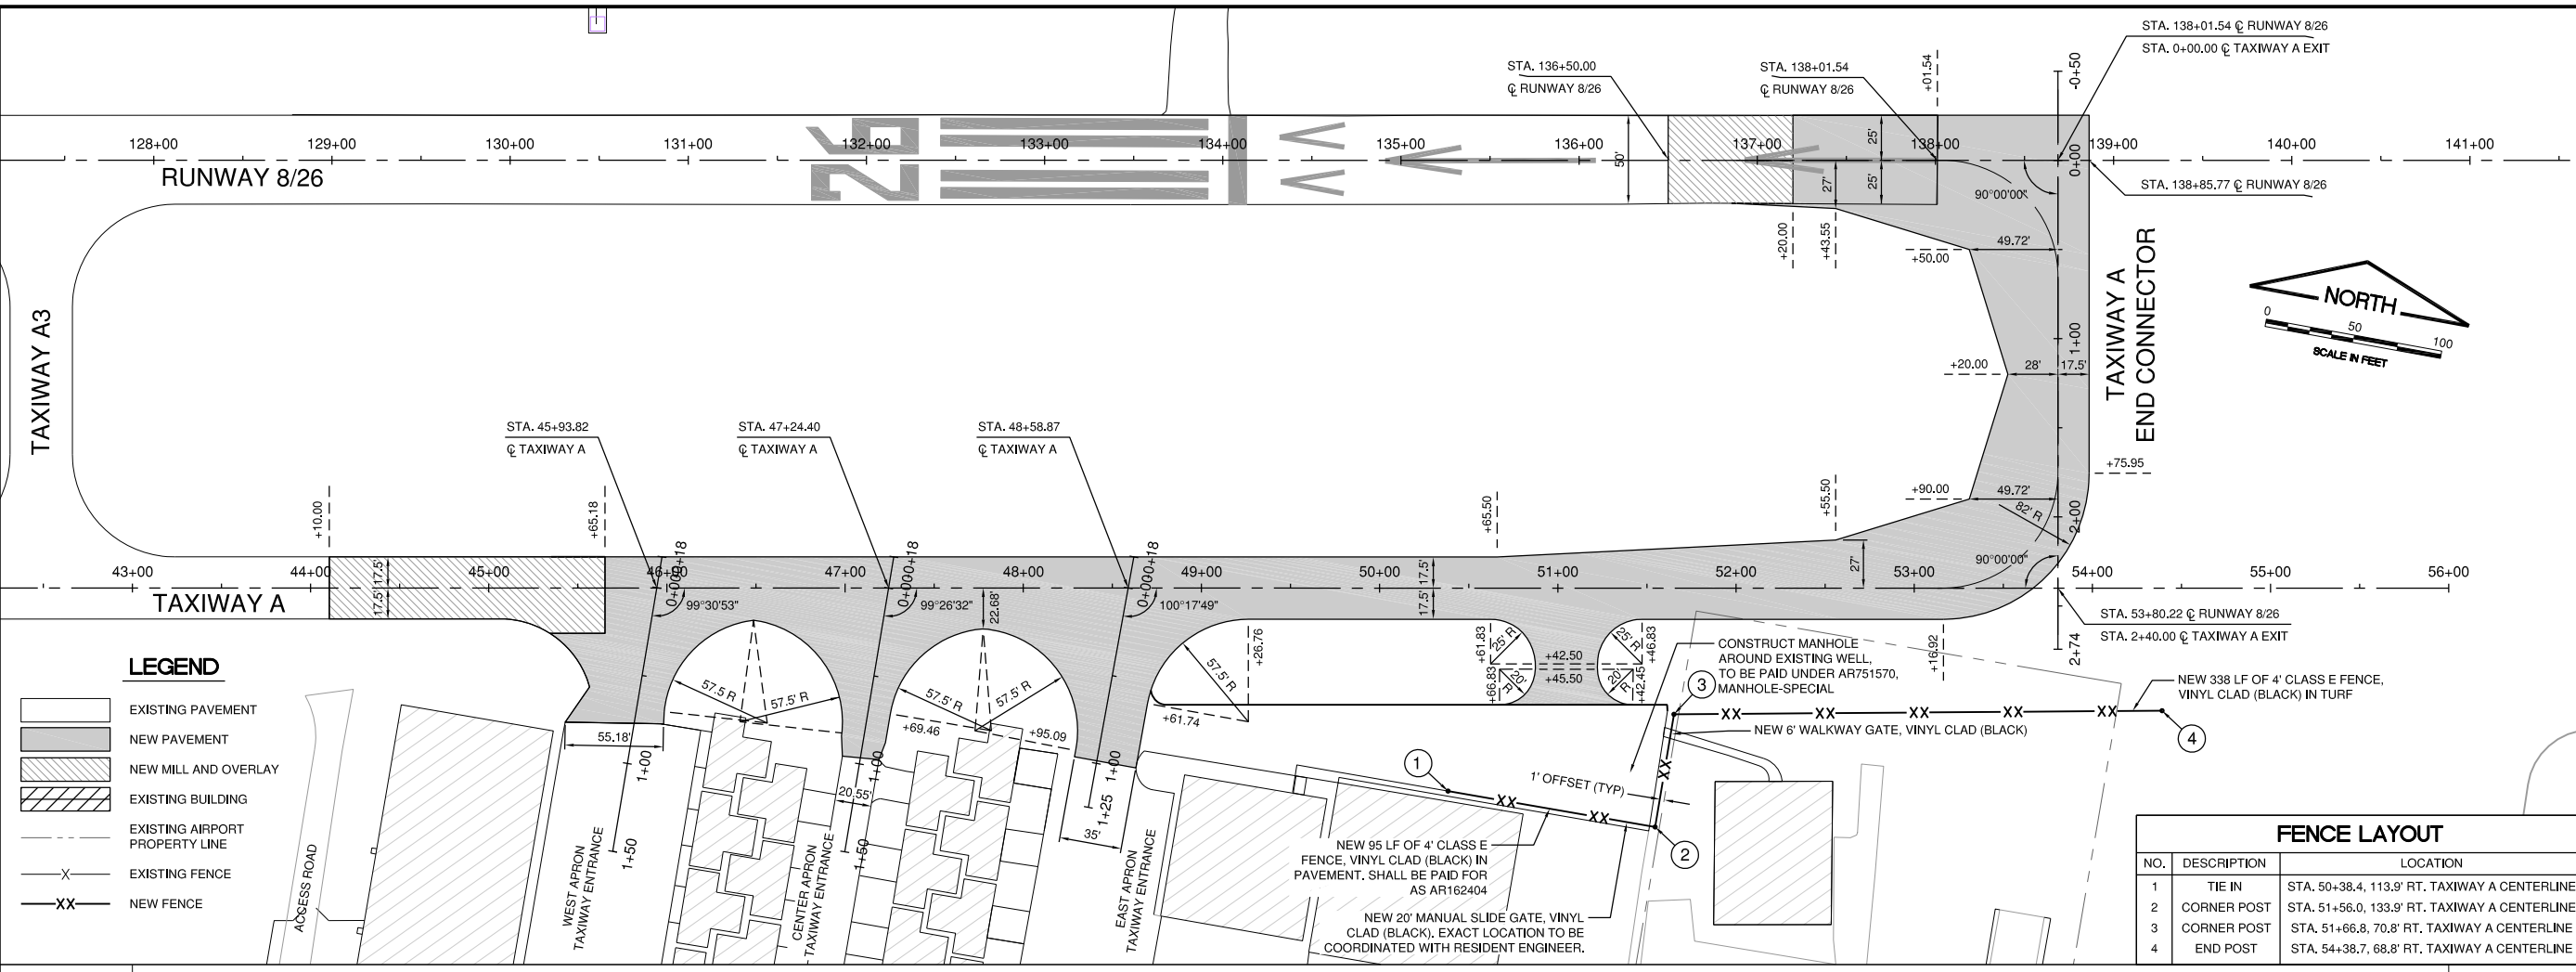 STA. 138+01.54 ℄ RUNWAY 8/26
STA. 0+00.00 ℄ TAXIWAY A EXIT
STA. 136+50.00
℄ RUNWAY 8/26
STA. 138+01.54
℄ RUNWAY 8/26
+01.54
-0+50
128+00
129+00
130+00
131+00
132+00
133+00
134+00
135+00
136+00
137+00
138+00
139+00
140+00
141+00
0+00
RUNWAY 8/26
26
50'
27'
25'
25'
90°00'00"
STA. 138+85.77 ℄ RUNWAY 8/26
+20.00
+43.55
+50.00
49.72'
TAXIWAY A
END CONNECTOR
NORTH
0
50
100
SCALE IN FEET
TAXIWAY A3
1+00
+20.00
28'
17.5'
STA. 45+93.82
℄ TAXIWAY A
STA. 47+24.40
℄ TAXIWAY A
STA. 48+58.87
℄ TAXIWAY A
+75.95
+10.00
+65.18
+65.50
+55.50
+90.00
49.72'
82' R
2+00
90°00'00"
0+00
0+18
0+00
0+18
0+00
0+18
43+00
44+00
45+00
46+00
47+00
48+00
49+00
50+00
51+00
52+00
53+00
54+00
55+00
56+00
17.5'
17.5'
17.5'
17.5'
27'
TAXIWAY A
99°30'53"
99°26'32"
22.68'
100°17'49"
STA. 53+80.22 ℄ RUNWAY 8/26
STA. 2+40.00 ℄ TAXIWAY A EXIT
2+74
57.5 R
57.5' R
57.5' R
57.5' R
57.5' R
+26.76
+61.74
+69.46
+95.09
+61.83
25' R
+66.83
20'
R
+42.50
+45.50
25' R
+46.83
20'
R
+42.45
+16.92
CONSTRUCT MANHOLE
AROUND EXISTING WELL,
TO BE PAID UNDER AR751570,
MANHOLE-SPECIAL
3
NEW 338 LF OF 4' CLASS E FENCE,
VINYL CLAD (BLACK) IN TURF
XX
XX
XX
XX
XX
NEW 6' WALKWAY GATE, VINYL CLAD (BLACK)
4
55.18'
1+00
1+50
20.55'
1+00
1+50
1+00
1+25
35'
1
XX
XX
XX
1' OFFSET (TYP)
2
NEW 95 LF OF 4' CLASS E
FENCE, VINYL CLAD (BLACK) IN
PAVEMENT. SHALL BE PAID FOR
AS AR162404
NEW 20' MANUAL SLIDE GATE, VINYL
CLAD (BLACK). EXACT LOCATION TO BE
COORDINATED WITH RESIDENT ENGINEER.
WEST APRON
TAXIWAY ENTRANCE
CENTER APRON
TAXIWAY ENTRANCE
EAST APRON
TAXIWAY ENTRANCE
ACCESS ROAD
LEGEND
EXISTING PAVEMENT
NEW PAVEMENT
NEW MILL AND OVERLAY
EXISTING BUILDING
EXISTING AIRPORT
PROPERTY LINE
X EXISTING FENCE
XX NEW FENCE
FENCE LAYOUT
NO. DESCRIPTION LOCATION
1 TIE IN STA. 50+38.4, 113.9' RT. TAXIWAY A CENTERLINE
2 CORNER POST STA. 51+56.0, 133.9' RT. TAXIWAY A CENTERLINE
3 CORNER POST STA. 51+66.8, 70.8' RT. TAXIWAY A CENTERLINE
4 END POST STA. 54+38.7, 68.8' RT. TAXIWAY A CENTERLINE